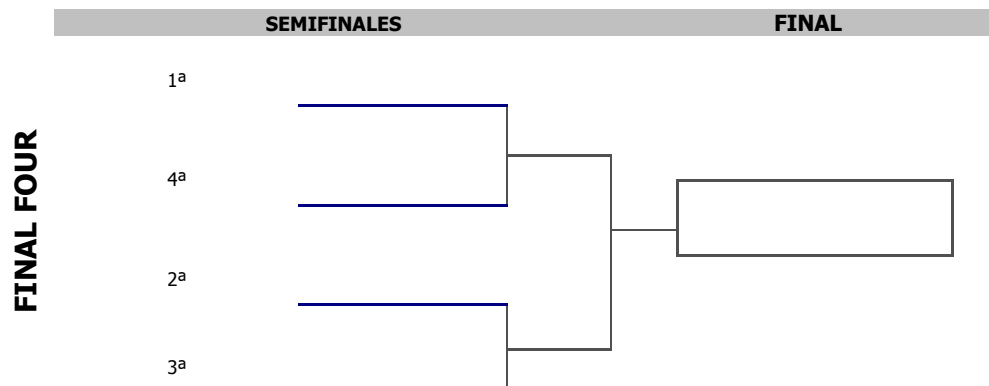 SEMIFINALES
FINAL
FINAL FOUR
1ª
4ª
2ª
3ª